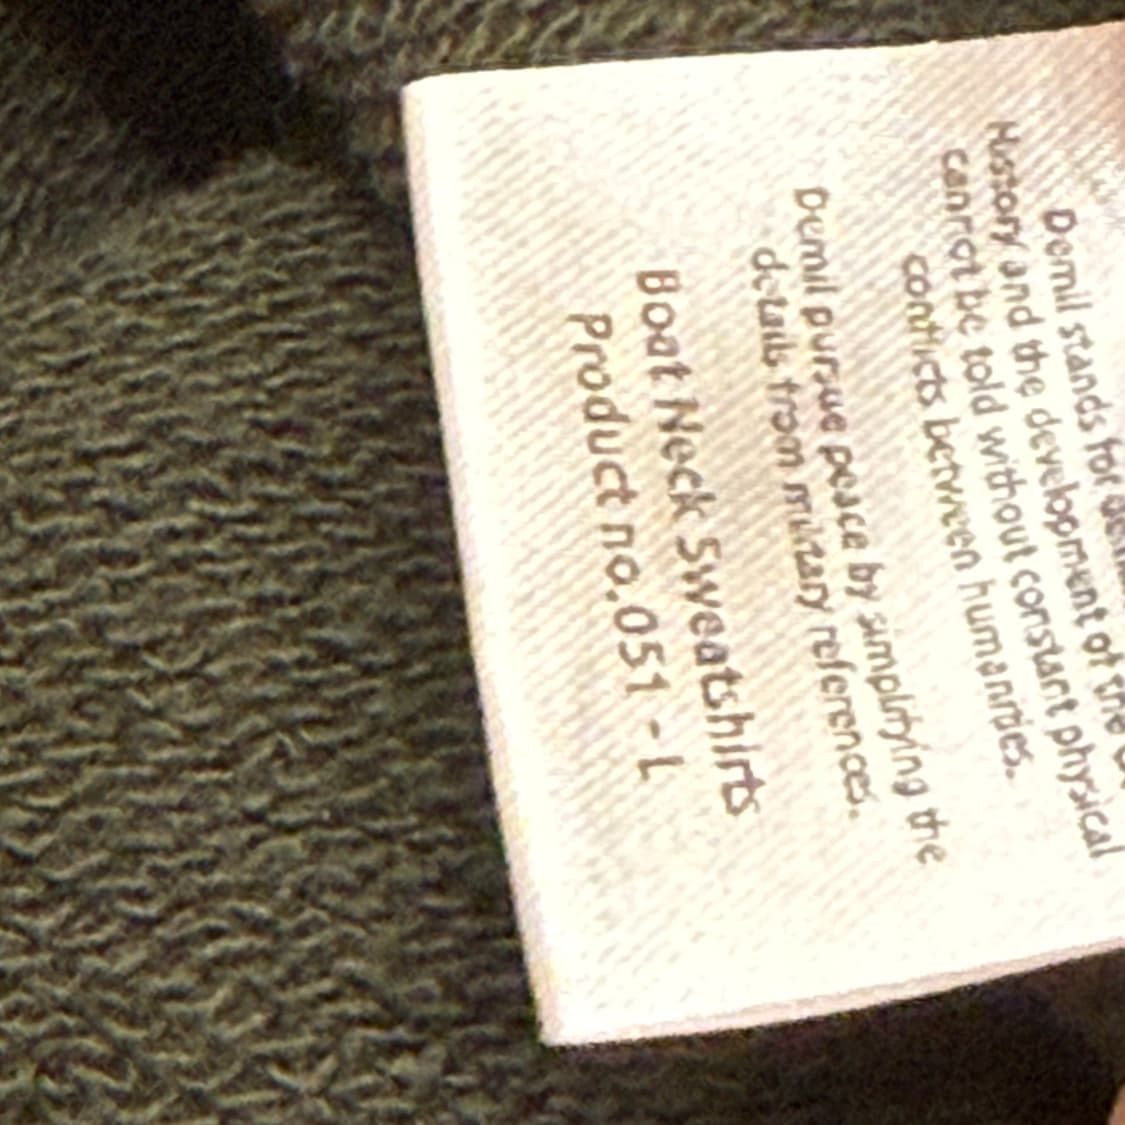 Demil stands for
History and the development of the
cannot be told without constant physical
conflicts between humanities.
Demil pursue peace by simplifying the
details from military references.
Boat Neck Sweatshirts
Product no.051 - L